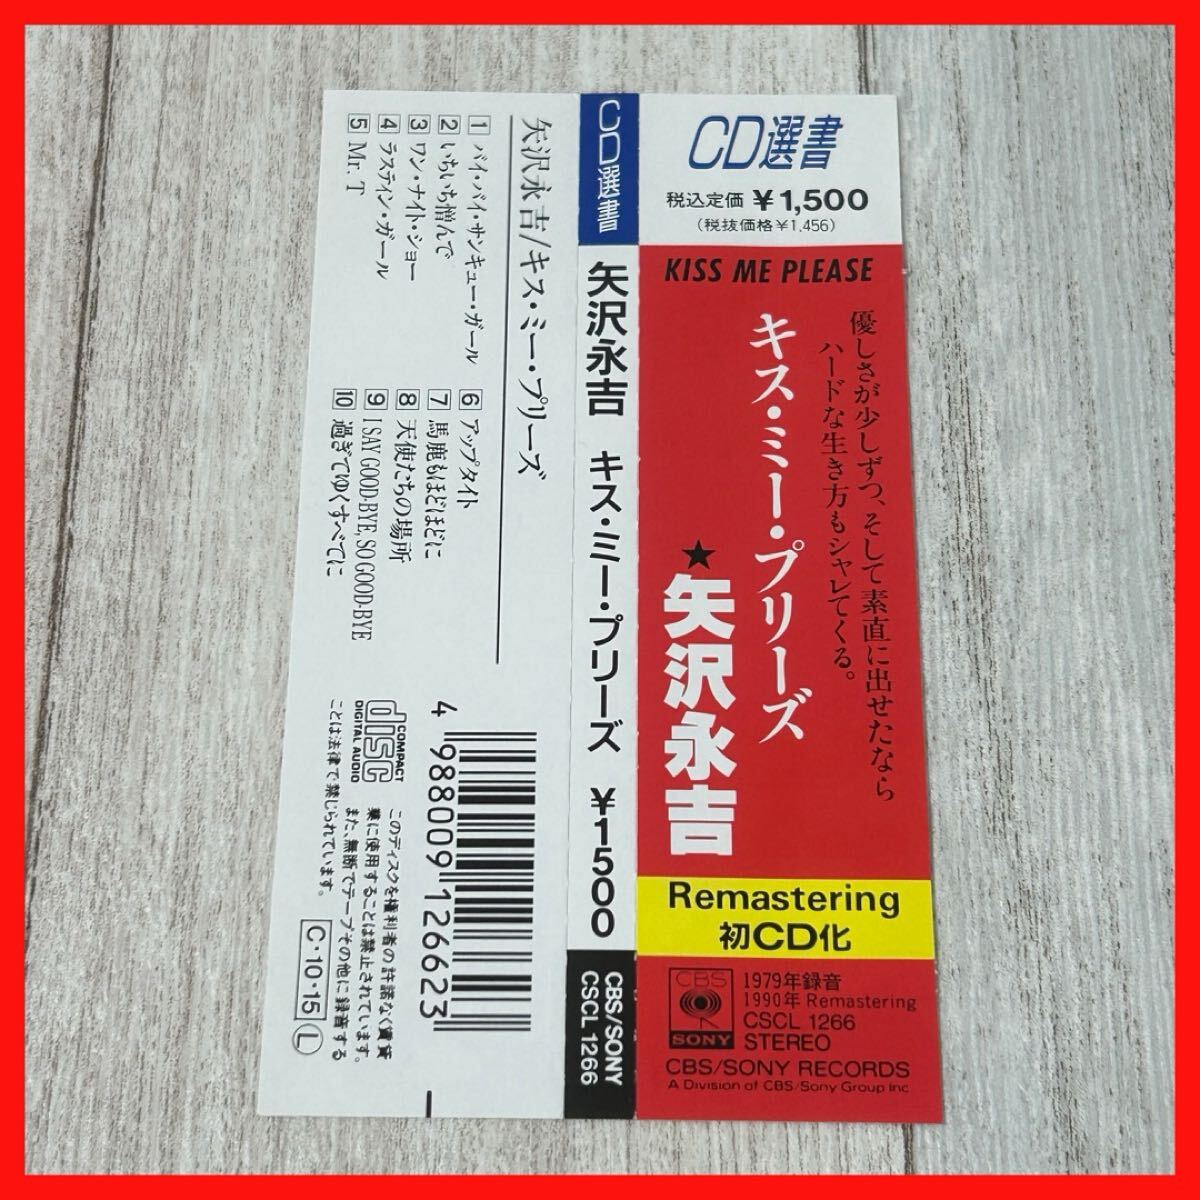 CD選書
税込定価 ¥1,500
(税抜価格¥1,456)
KISS ME PLEASE
優しさが少しずつ、そして素直に出せたなら
ハードな生き方もシャレてくる。
キス・ミー・プリーズ
★矢沢永吉
Remastering
初CD化
CBS
SONY
1979年録音
1990年 Remastering
CSCL 1266
STEREO
CBS/SONY RECORDS
A Division of CBS/Sony Group Inc
CD選書
矢沢永吉 キス・ミー・プリーズ ¥1500
CBS/SONY
CSCL 1266
矢沢永吉/キス・ミー・プリーズ
1 バイ・バイ・サンキュー・ガール
2 いちいち憎んで
3 ワン・ナイト・ショー
4 ラスティン・ガール
5 Mr. T
6 アップタイト
7 馬鹿もほどほどに
8 天使たちの場所
9 I SAY GOOD-BYE, SO GOOD-BYE
10 過ぎてゆくすべてに
4 988009 126623
COMPACT
disc
DIGITAL AUDIO
このディスクを権利者の許諾なく賃貸
業に使用することは禁止されています。
また、無断でテープその他に録音する
ことは法律で禁じられています。
C・10・15 L